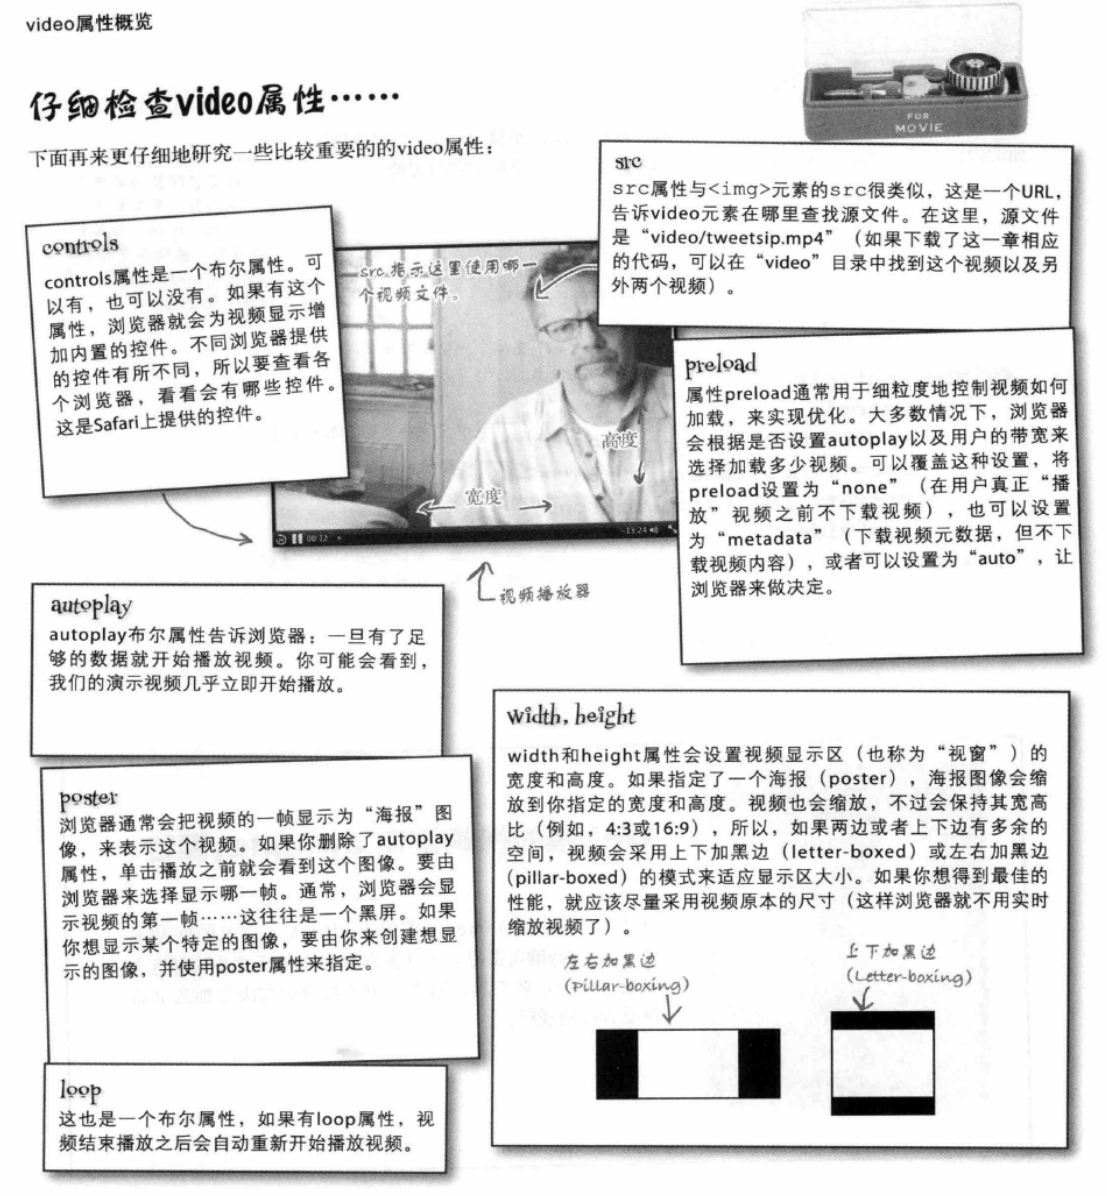 video属性概览
FOR
MOVIE
仔细检查video属性……
下面再来更仔细地研究一些比较重要的的video属性：
src
src属性与<img>元素的src很类似，这是一个URL，
告诉video元素在哪里查找源文件。在这里，源文件
是“video/tweetsip.mp4”（如果下载了这一章相应
的代码，可以在“video”目录中找到这个视频以及另
外两个视频）。
controls
controls属性是一个布尔属性。可
以有，也可以没有。如果有这个
属性，浏览器就会为视频显示增
加内置的控件。不同浏览器提供
的控件有所不同，所以要查看各
个浏览器，看看会有哪些控件。
这是Safari上提供的控件。
src 指示这里使用哪一
个视频文件。
高度
宽度
00:12
-13:24
视频播放器
preload
属性preload通常用于细粒度地控制视频如何
加载，来实现优化。大多数情况下，浏览器
会根据是否设置autoplay以及用户的带宽来
选择加载多少视频。可以覆盖这种设置，将
preload设置为“none”（在用户真正“播
放”视频之前不下载视频），也可以设置
为“metadata”（下载视频元数据，但不下
载视频内容），或者可以设置为“auto”，让
浏览器来做决定。
autoplay
autoplay布尔属性告诉浏览器：一旦有了足
够的数据就开始播放视频。你可能会看到，
我们的演示视频几乎立即开始播放。
poster
浏览器通常会把视频的一帧显示为“海报”图
像，来表示这个视频。如果你删除了autoplay
属性，单击播放之前就会看到这个图像。要由
浏览器来选择显示哪一帧。通常，浏览器会显
示视频的第一帧……这往往是一个黑屏。如果
你想显示某个特定的图像，要由你来创建想显
示的图像，并使用poster属性来指定。
loop
这也是一个布尔属性，如果有loop属性，视
频结束播放之后会自动重新开始播放视频。
width, height
width和height属性会设置视频显示区（也称为“视窗”）的
宽度和高度。如果指定了一个海报（poster），海报图像会缩
放到你指定的宽度和高度。视频也会缩放，不过会保持其宽高
比（例如，4:3或16:9），所以，如果两边或者上下边有多余的
空间，视频会采用上下加黑边（letter-boxed）或左右加黑边
（pillar-boxed）的模式来适应显示区大小。如果你想得到最佳的
性能，就应该尽量采用视频原本的尺寸（这样浏览器就不用实时
缩放视频了）。
左右加黑边
（Pillar-boxing）
上下加黑边
（Letter-boxing）